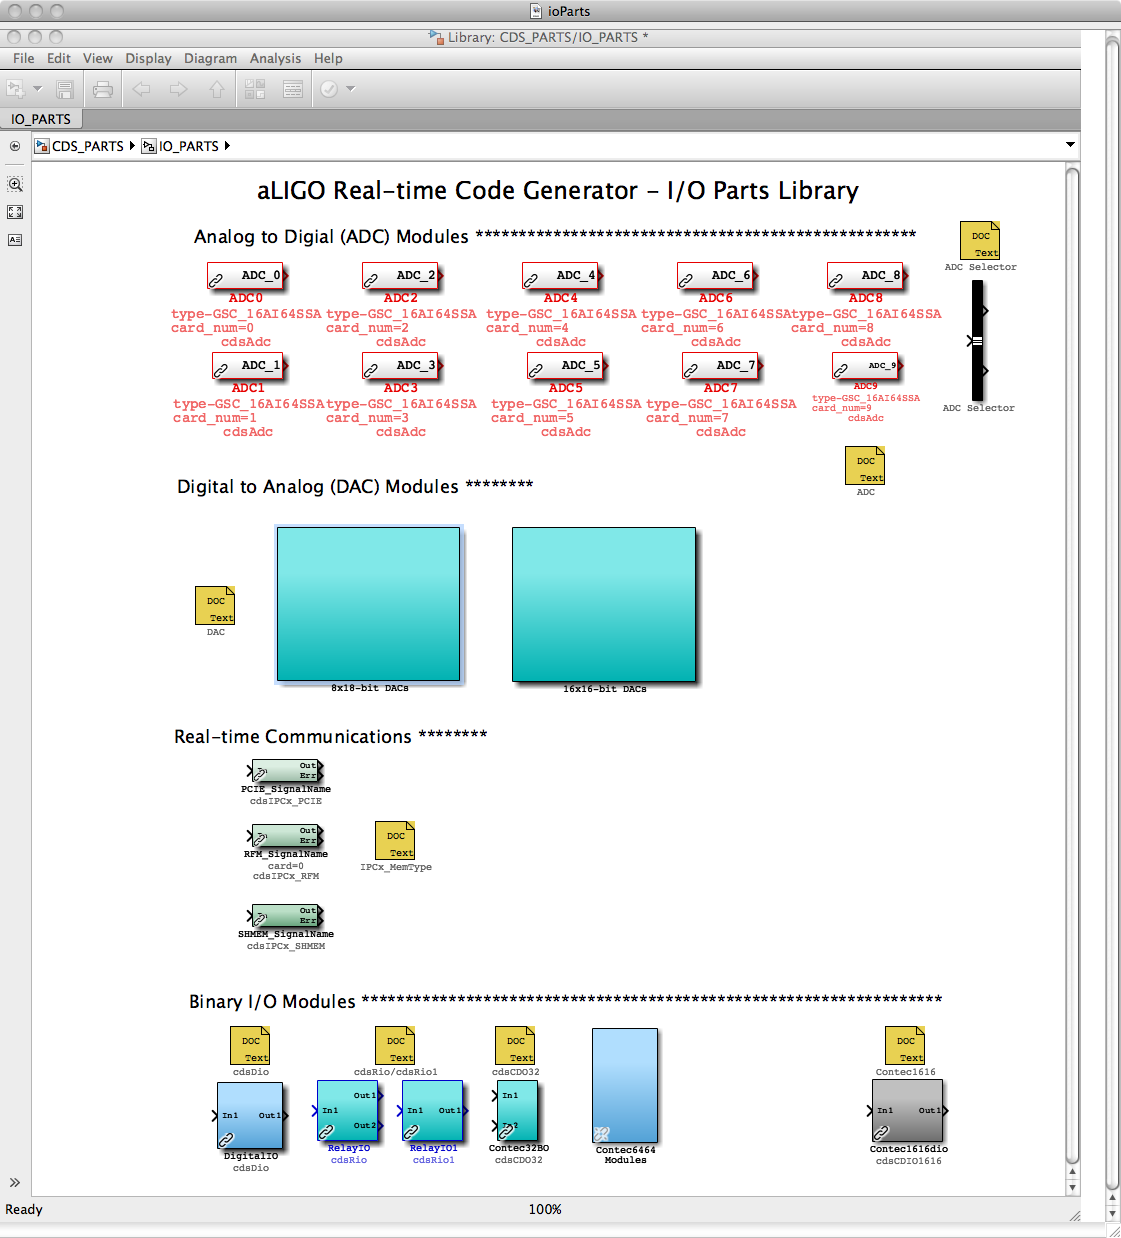 ioParts
Library: CDS_PARTS/IO_PARTS *
File Edit View Display Diagram Analysis Help
IO_PARTS
CDS_PARTS IO_PARTS
aLIGO Real-time Code Generator - I/O Parts Library
Analog to Digial (ADC) Modules ***************************************************
DOC
Text
ADC Selector
ADC_0 ADC_2 ADC_4 ADC_6 ADC_8
ADC0 ADC2 ADC4 ADC6 ADC8
type-GSC_16AI64SSA type-GSC_16AI64SSA type-GSC_16AI64SSA type-GSC_16AI64SSA type-GSC_16AI64SSA
card_num=0 card_num=2 card_num=4 card_num=6 card_num=8
cdsAdc cdsAdc cdsAdc cdsAdc cdsAdc
ADC_1 ADC_3 ADC_5 ADC_7 ADC_9
ADC1 ADC3 ADC5 ADC7 ADC9
type-GSC_16AI64SSA type-GSC_16AI64SSA type-GSC_16AI64SSA type-GSC_16AI64SSA type-GSC_16AI64SSA
card_num=1 card_num=3 card_num=5 card_num=7 card_num=9
cdsAdc cdsAdc cdsAdc cdsAdc cdsAdc
ADC Selector
DOC
Text
ADC
Digital to Analog (DAC) Modules ********
DOC
Text
DAC
8x18-bit DACs 16x16-bit DACs
Real-time Communications ********
Out
Err
PCIE_SignalName
cdsIPCx_PCIE
Out
Err
RFM_SignalName
card=0
cdsIPCx_RFM
DOC
Text
IPCx_MemType
Out
Err
SHMEM_SignalName
cdsIPCx_SHMEM
Binary I/O Modules *******************************************************************
DOC DOC DOC DOC
Text Text Text Text
cdsDio cdsRio/cdsRio1 cdsCDO32 Contec1616
In1 Out1
DigitalIO
cdsDio
In1 Out1
Out2
RelayIO
cdsRio
In1 Out1
RelayIO1
cdsRio1
In1
In2
Contec32BO
cdsCDO32
Contec6464
Modules
In1 Out1
Contec1616dio
cdsCDIO1616
Ready 100%